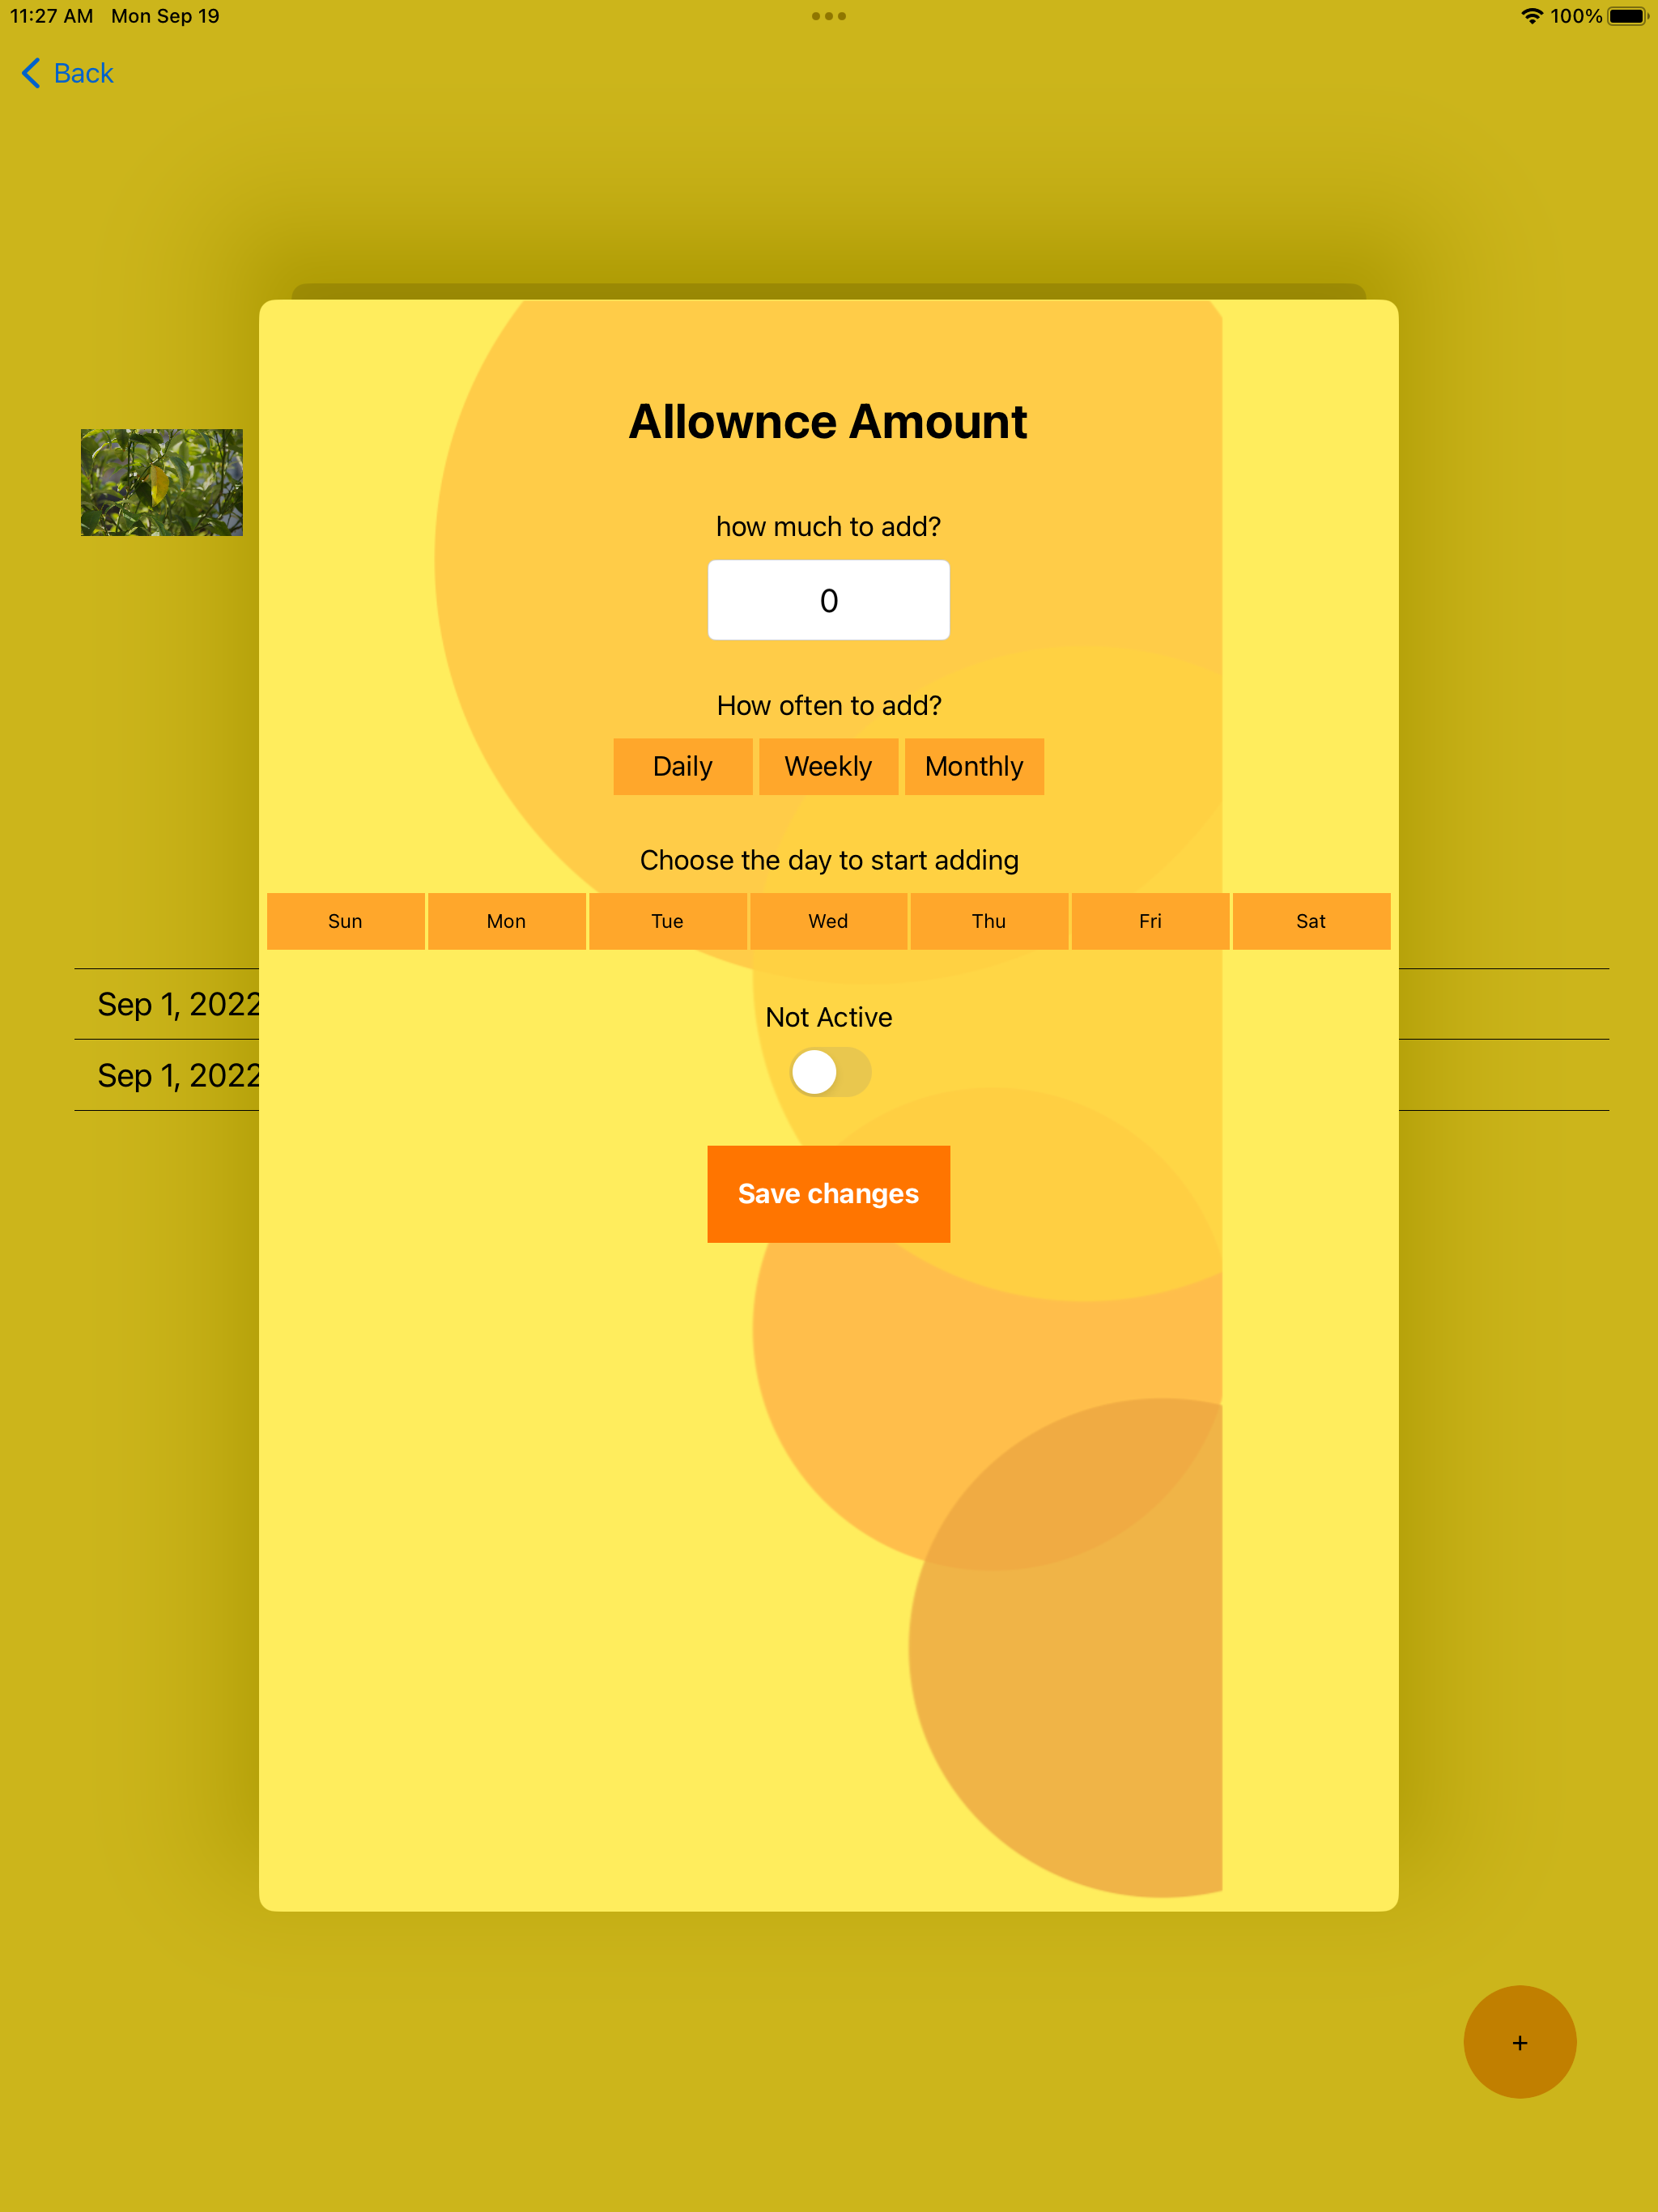 11:27 AM Mon Sep 19 100%
Back
Allownce Amount
how much to add?
0
How often to add?
Daily Weekly Monthly
Choose the day to start adding
Sun Mon Tue Wed Thu Fri Sat
Sep 1, 2022
Not Active
Sep 1, 2022
Save changes
+